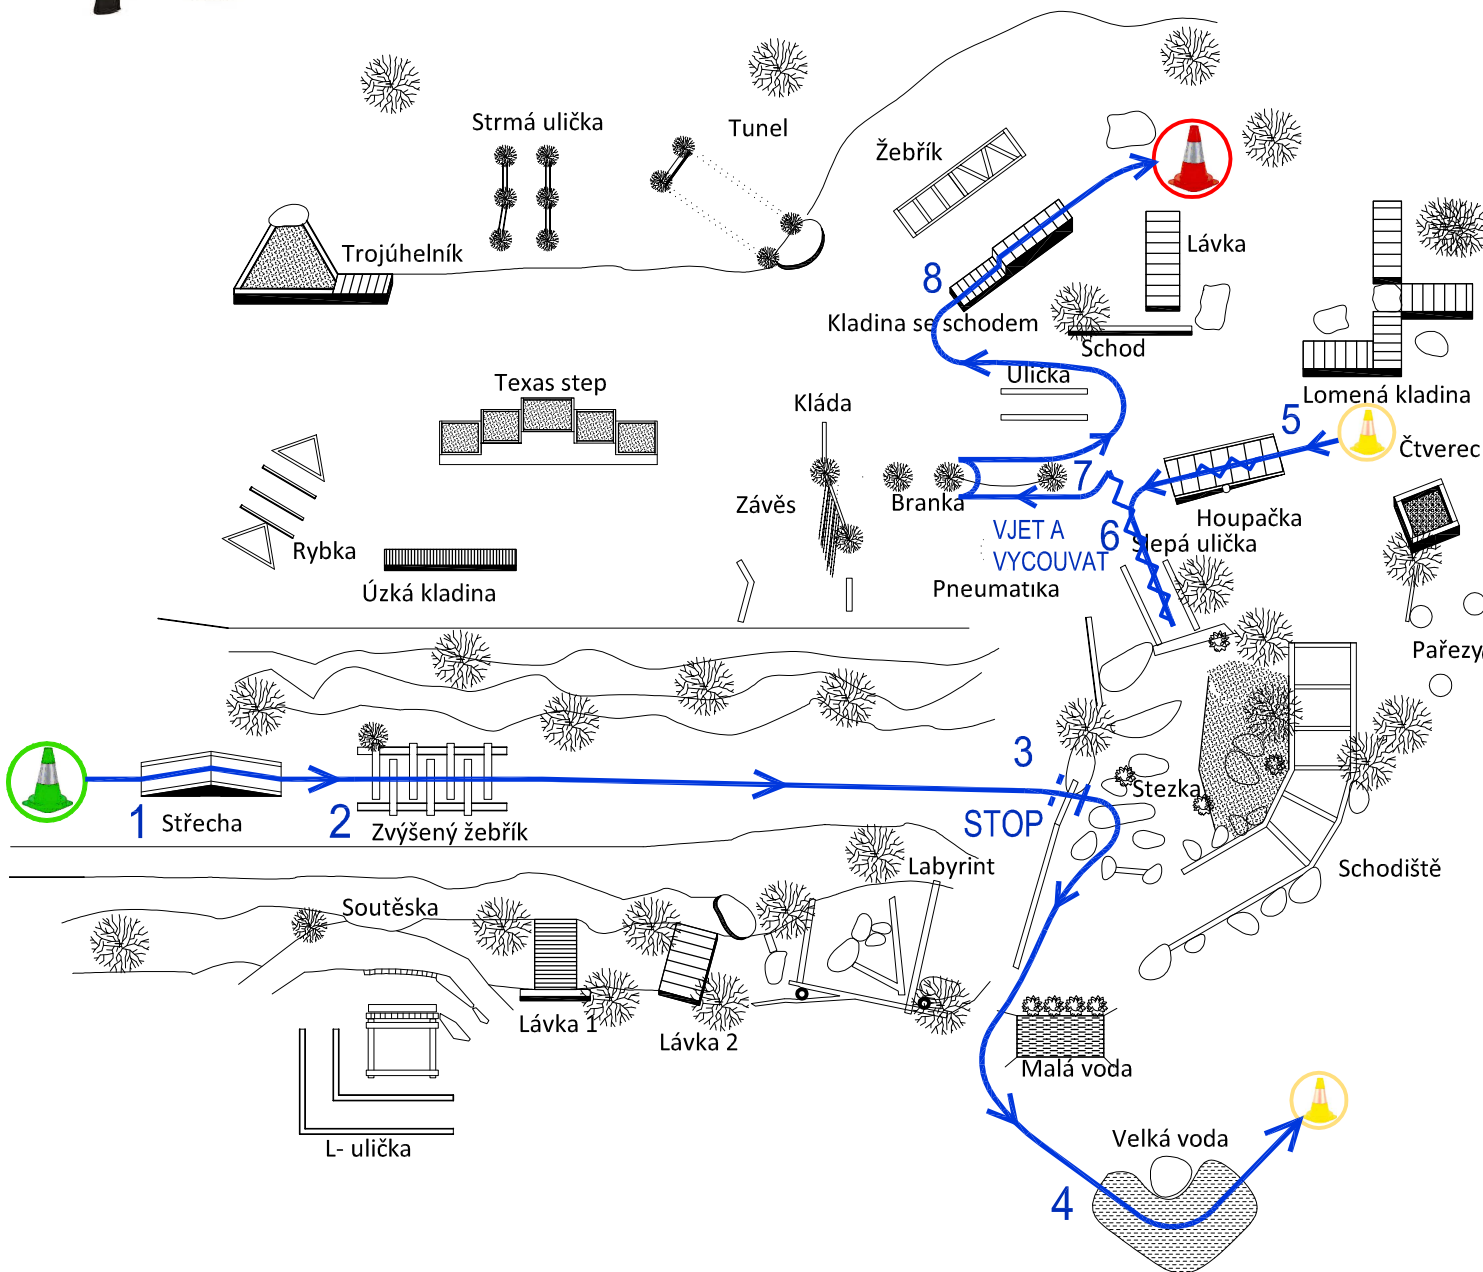 Strmá ulička
Tunel
Žebřík
Trojúhelník
Lávka
8
Kladina se schodem
Schod
Ulička
Texas step
Kláda
Lomená kladina
5
Čtverec
7
Závěs
Branka
Houpačka
VJET A
VYCOUVAT
6
Slepá ulička
Rybka
Úzká kladina
Pneumatika
Pařezy
3
Stezka
1
Střecha
2
Zvýšený žebřík
STOP
Labyrint
Schodiště
Soutěska
Lávka 1
Lávka 2
Malá voda
L- ulička
Velká voda
4